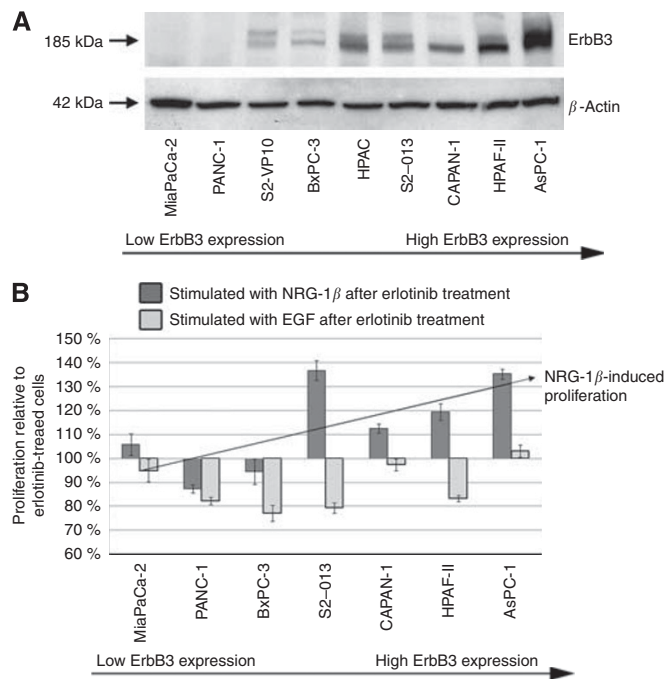 A
185 kDa
ErbB3
42 kDa
β-Actin
MiaPaCa-2
PANC-1
S2-VP10
BxPC-3
HPAC
S2–013
CAPAN-1
HPAF-II
AsPC-1
Low ErbB3 expression
High ErbB3 expression
B
Stimulated with NRG-1β after erlotinib treatment
Stimulated with EGF after erlotinib treatment
Proliferation relative to
erlotinib-treaed cells
150 %
140 %
130 %
120 %
110 %
100 %
90 %
80 %
70 %
60 %
NRG-1β-induced
proliferation
MiaPaCa-2
PANC-1
BxPC-3
S2–013
CAPAN-1
HPAF-II
AsPC-1
Low ErbB3 expression
High ErbB3 expression